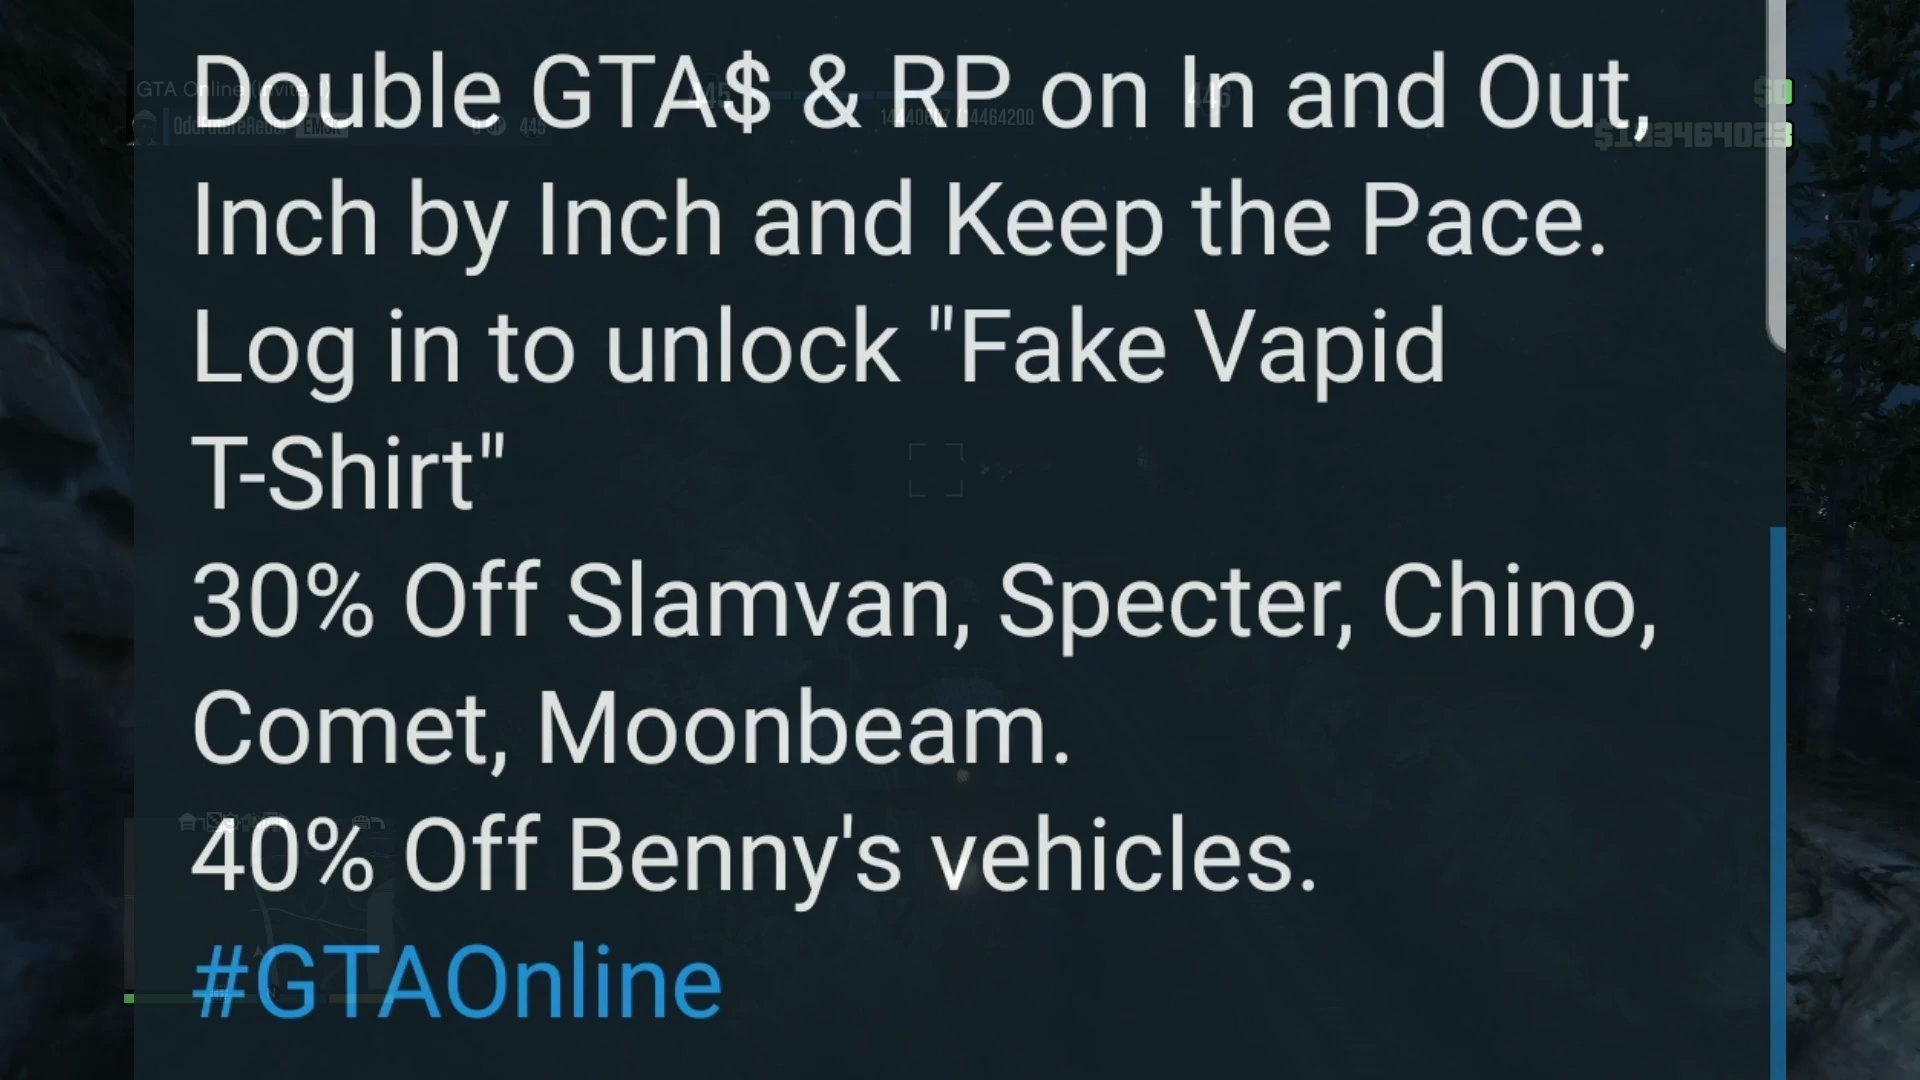 Double GTA$ & RP on In and Out,
Inch by Inch and Keep the Pace.
Log in to unlock "Fake Vapid
T-Shirt"
30% Off Slamvan, Specter, Chino,
Comet, Moonbeam.
40% Off Benny's vehicles.
#GTAOnline